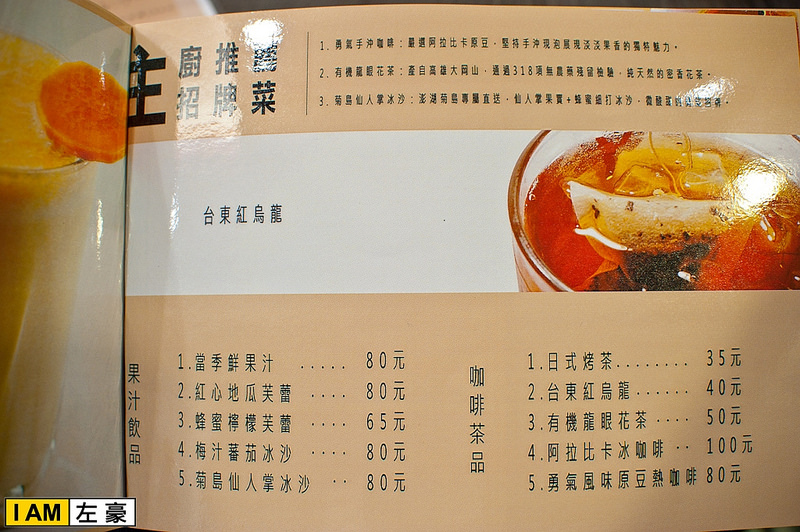 主廚推薦
招牌菜
1. 勇氣手沖咖啡：嚴選阿拉比卡原豆，堅持手沖現泡展現淡淡果香的獨特魅力。
2. 有機龍眼花茶：產自高雄大岡山，通過318項無農藥殘留檢驗，純天然的密香花茶。
3. 菊島仙人掌冰沙：澎湖菊島專屬直送，仙人掌果實+蜂蜜細打冰沙，微酸甜
台東紅烏龍
果汁飲品
1.當季鮮果汁 ..... 80元
2.紅心地瓜芙蕾 .... 80元
3.蜂蜜檸檬芙蕾 .... 65元
4.梅汁蕃茄冰沙 .... 80元
5.菊島仙人掌冰沙 .. 80元
咖啡茶品
1.日式烤茶........ 35元
2.台東紅烏龍...... 40元
3.有機龍眼花茶 .... 50元
4.阿拉比卡冰咖啡 .. 100元
5.勇氣風味原豆熱咖啡 80元
I AM 左豪